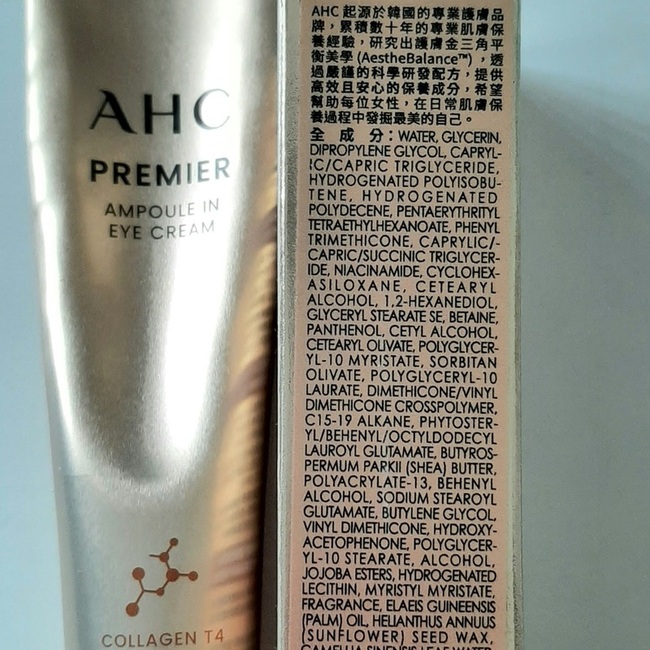 AHC
PREMIER
AMPOULE IN
EYE CREAM
COLLAGEN T4
AHC 起源於韓國的專業護膚品
牌，累積數十年的專業肌膚保
養經驗，研究出護膚金三角平
衡美學 (AestheBalance™)，透
過嚴謹的科學研發配方，提供
高效且安心的保養成分，希望
幫助每位女性，在日常肌膚保
養過程中發掘最美的自己。
全 成 分：WATER, GLYCERIN,
DIPROPYLENE GLYCOL, CAPRYL-
IC/CAPRIC TRIGLYCERIDE,
HYDROGENATED POLYISOBU-
TENE, HYDROGENATED
POLYDECENE, PENTAERYTHRITYL
TETRAETHYLHEXANOATE, PHENYL
TRIMETHICONE, CAPRYLIC/-
CAPRIC/SUCCINIC TRIGLYCER-
IDE, NIACINAMIDE, CYCLOHEX-
ASILOXANE, CETEARYL
ALCOHOL, 1,2-HEXANEDIOL,
GLYCERYL STEARATE SE, BETAINE,
PANTHENOL, CETYL ALCOHOL,
CETEARYL OLIVATE, POLYGLYCER-
YL-10 MYRISTATE, SORBITAN
OLIVATE, POLYGLYCERYL-10
LAURATE, DIMETHICONE/VINYL
DIMETHICONE CROSSPOLYMER,
C15-19 ALKANE, PHYTOSTER-
YL/BEHENYL/OCTYLDODECYL
LAUROYL GLUTAMATE, BUTYROS-
PERMUM PARKII (SHEA) BUTTER,
POLYACRYLATE-13, BEHENYL
ALCOHOL, SODIUM STEAROYL
GLUTAMATE, BUTYLENE GLYCOL,
VINYL DIMETHICONE, HYDROXY-
ACETOPHENONE, POLYGLYCER-
YL-10 STEARATE, ALCOHOL,
JOJOBA ESTERS, HYDROGENATED
LECITHIN, MYRISTYL MYRISTATE,
FRAGRANCE, ELAEIS GUINEENSIS
(PALM) OIL, HELIANTHUS ANNUUS
(SUNFLOWER) SEED WAX,
CAMELLIA SINENSIS LEAF WATER,